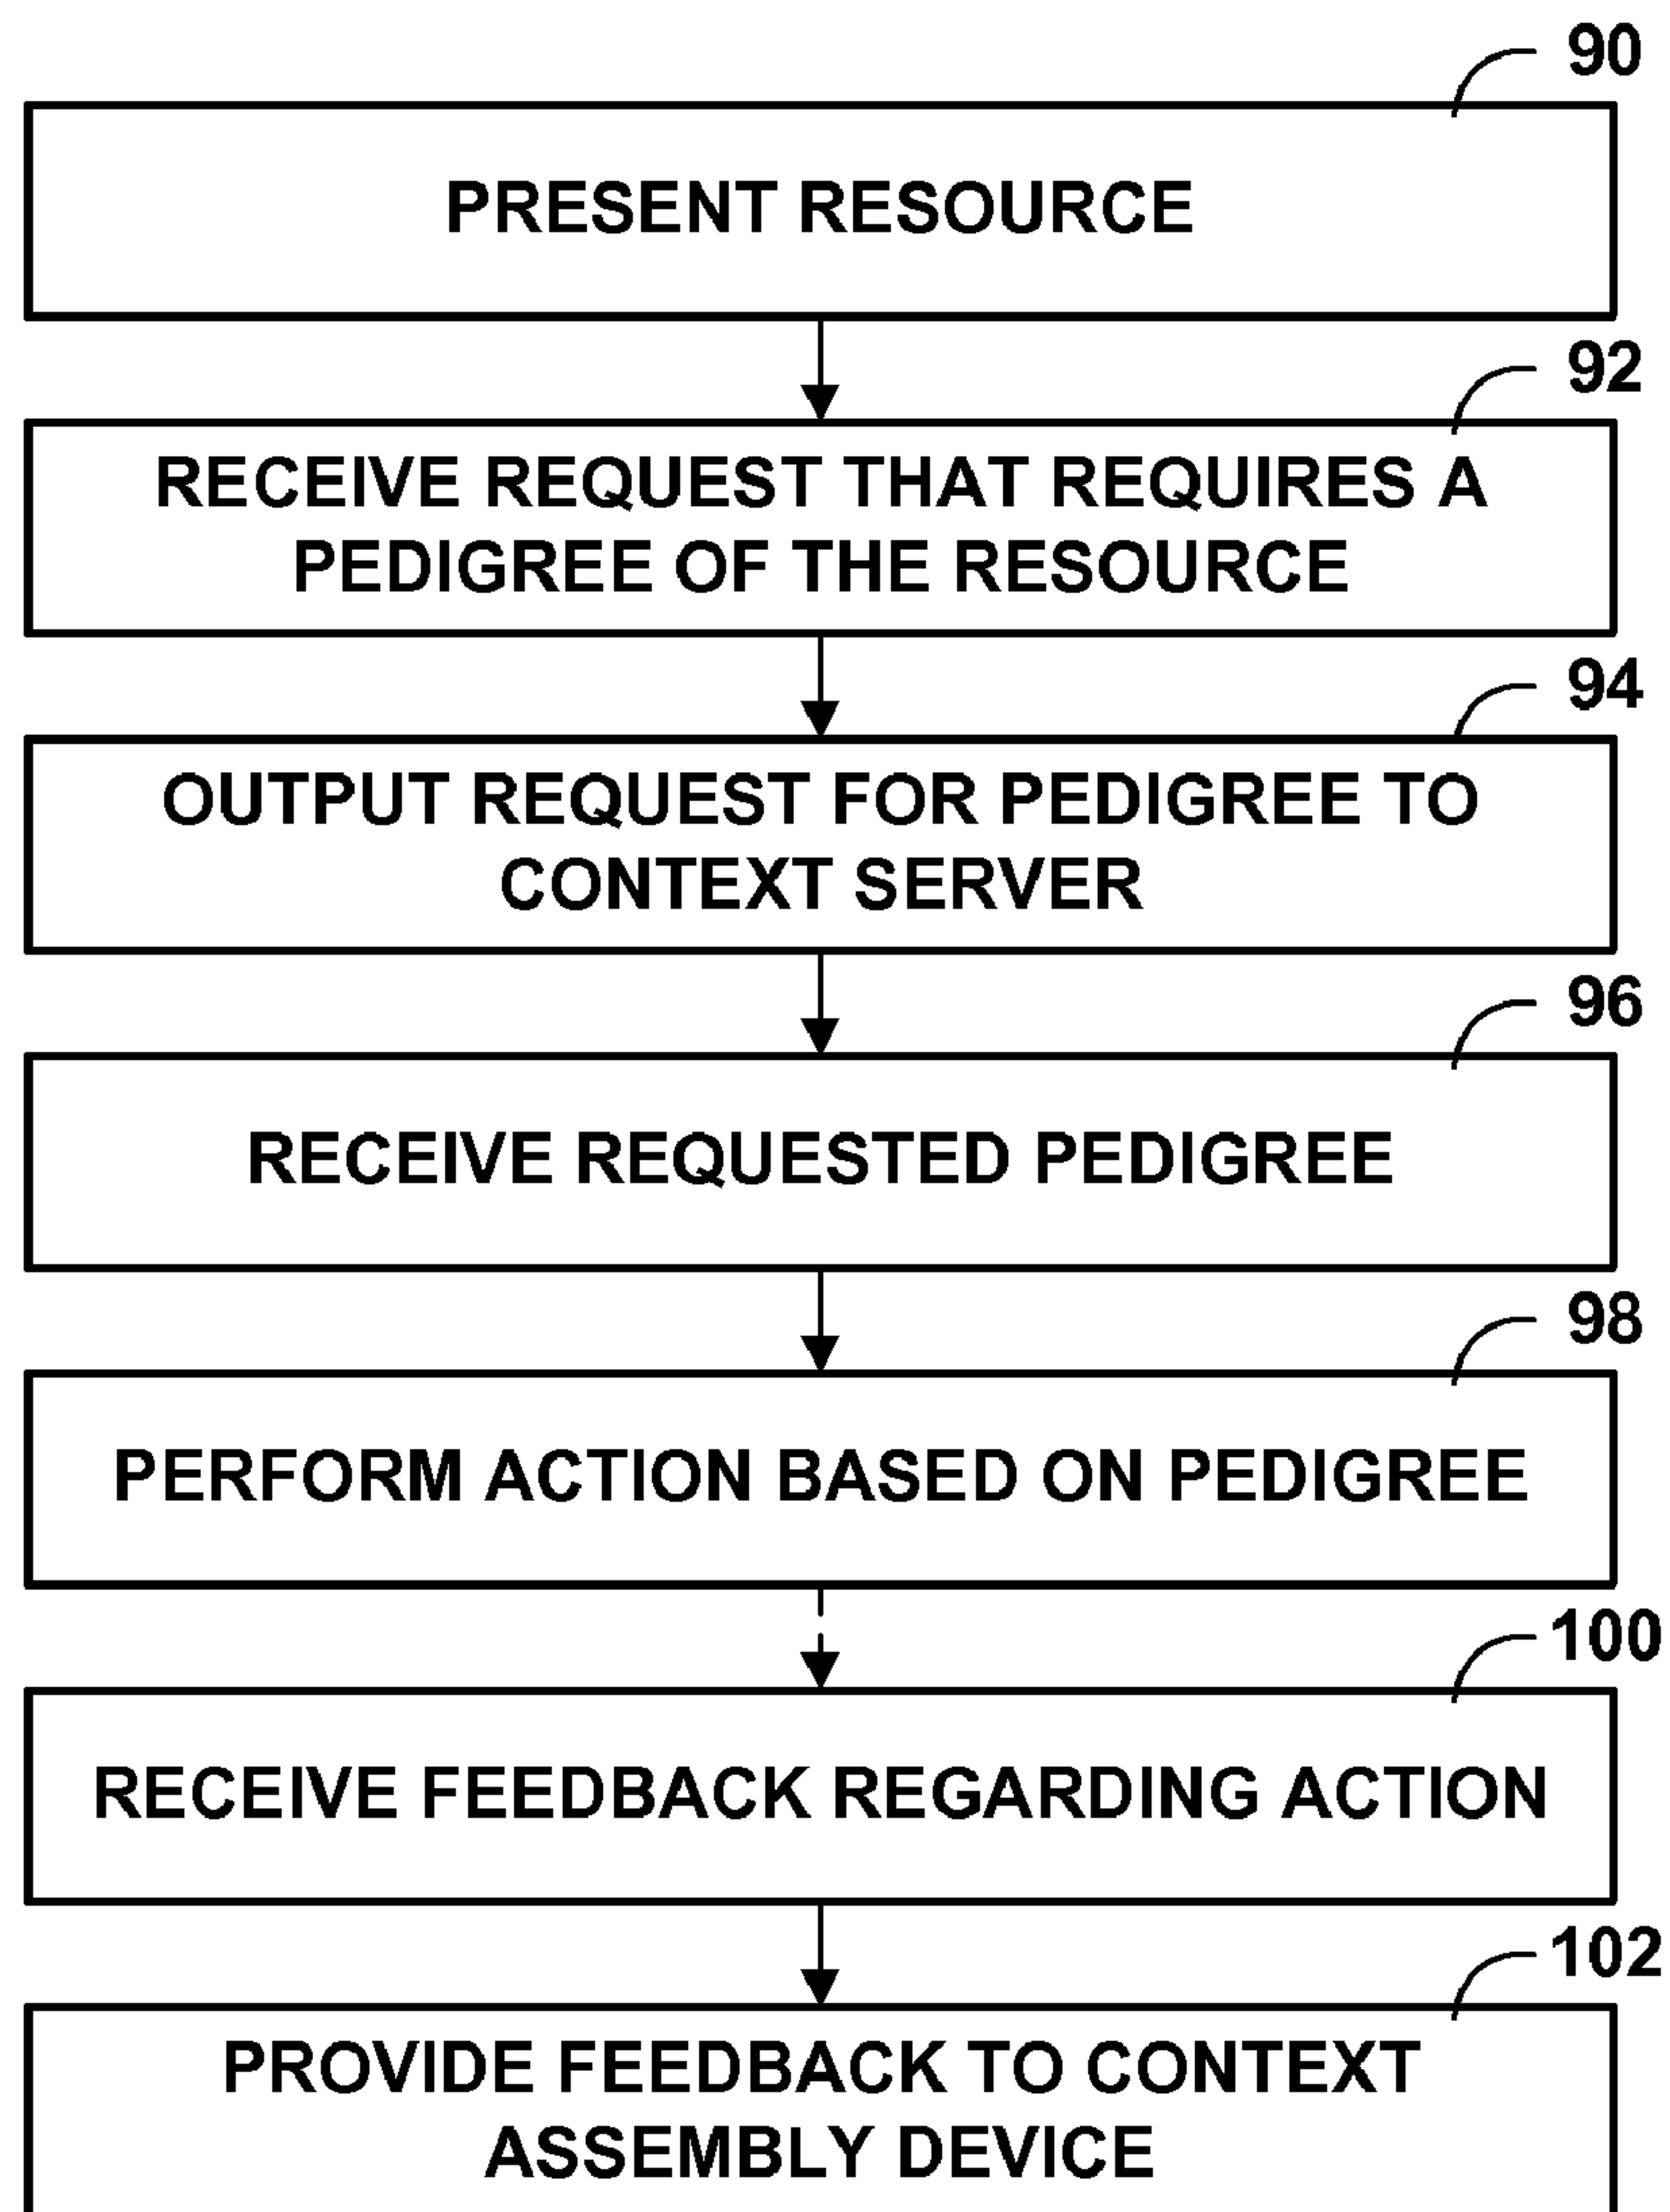 90
PRESENT RESOURCE
92
RECEIVE REQUEST THAT REQUIRES A
PEDIGREE OF THE RESOURCE
94
OUTPUT REQUEST FOR PEDIGREE TO
CONTEXT SERVER
96
RECEIVE REQUESTED PEDIGREE
98
PERFORM ACTION BASED ON PEDIGREE
100
RECEIVE FEEDBACK REGARDING ACTION
102
PROVIDE FEEDBACK TO CONTEXT
ASSEMBLY DEVICE